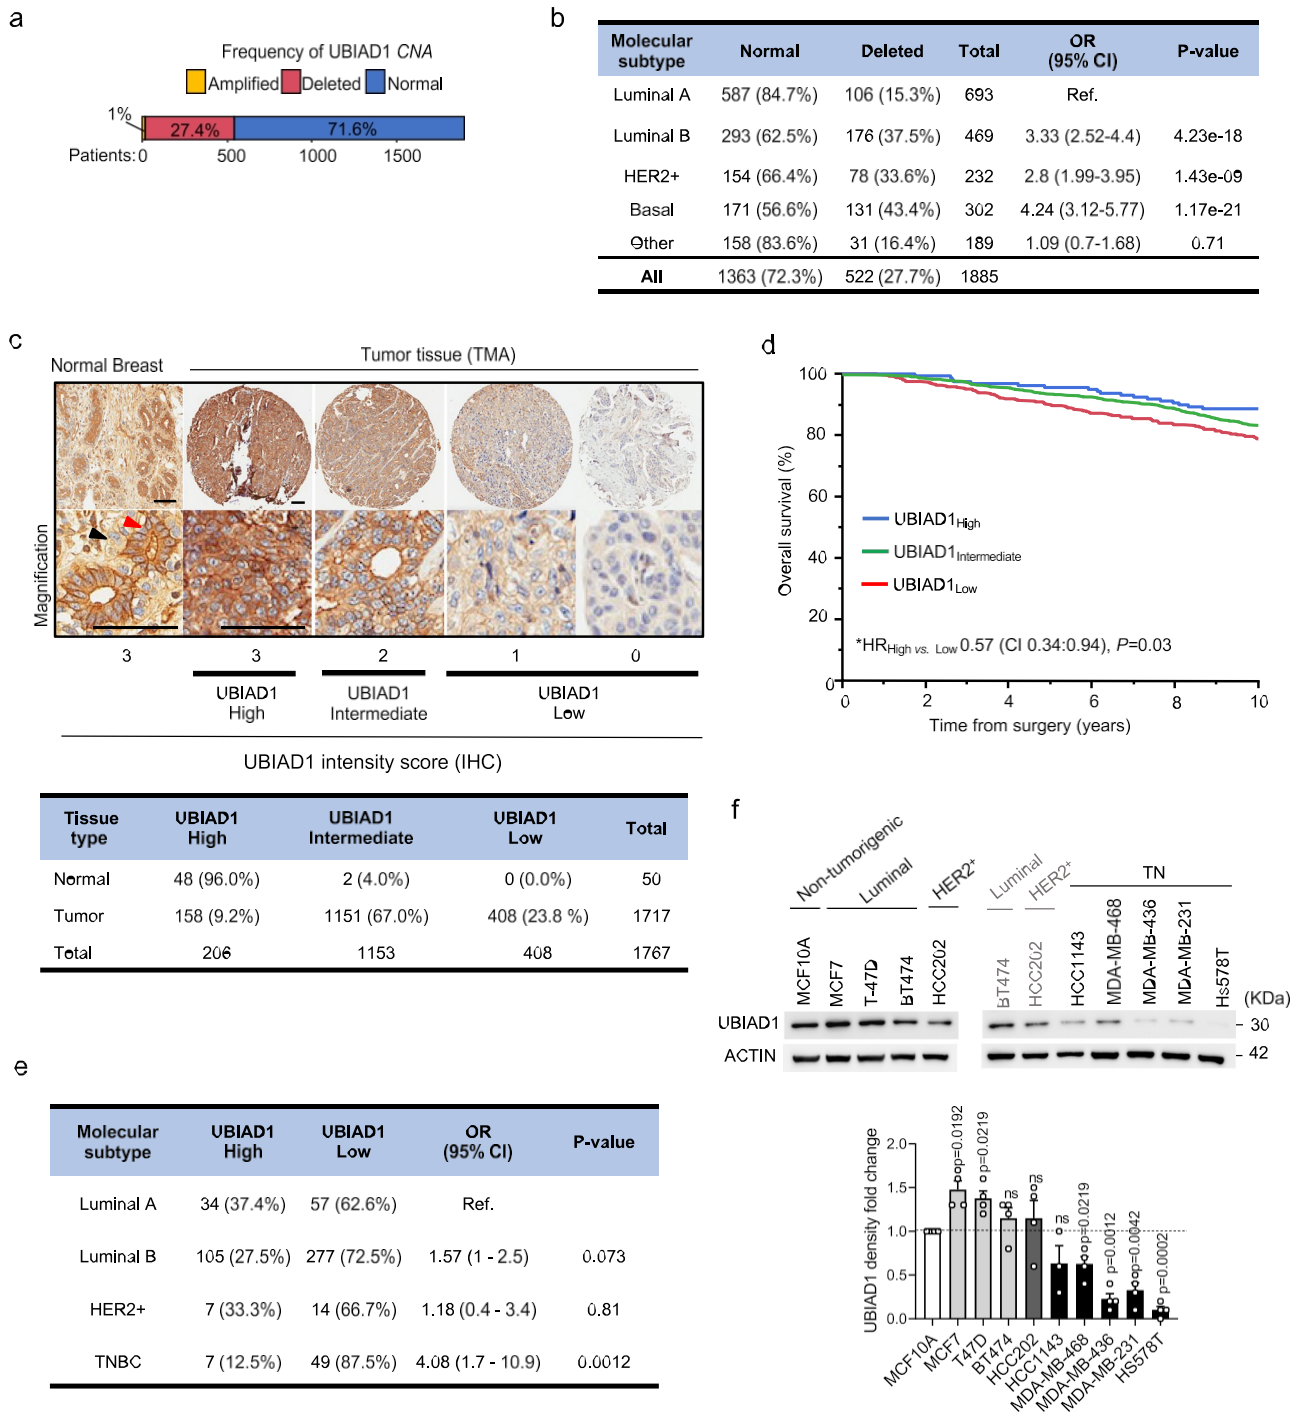 a
Frequency of UBIAD1 CNA
Amplified Deleted Normal
1%
27.4% 71.6%
Patients: 0 500 1000 1500
b
Molecular subtype Normal Deleted Total OR (95% CI) P-value
Luminal A 587 (84.7%) 106 (15.3%) 693 Ref.
Luminal B 293 (62.5%) 176 (37.5%) 469 3.33 (2.52-4.4) 4.23e-18
HER2+ 154 (66.4%) 78 (33.6%) 232 2.8 (1.99-3.95) 1.43e-09
Basal 171 (56.6%) 131 (43.4%) 302 4.24 (3.12-5.77) 1.17e-21
Other 158 (83.6%) 31 (16.4%) 189 1.09 (0.7-1.68) 0.71
All 1363 (72.3%) 522 (27.7%) 1885
c
Normal Breast Tumor tissue (TMA)
Magnification
3 3 2 1 0
UBIAD1 High UBIAD1 Intermediate UBIAD1 Low
UBIAD1 intensity score (IHC)
Tissue type UBIAD1 High UBIAD1 Intermediate UBIAD1 Low Total
Normal 48 (96.0%) 2 (4.0%) 0 (0.0%) 50
Tumor 158 (9.2%) 1151 (67.0%) 408 (23.8 %) 1717
Total 206 1153 408 1767
d
Overall survival (%)
100
80
60
40
20
0
UBIAD1High
UBIAD1Intermediate
UBIAD1Low
*HRHigh vs. Low 0.57 (CI 0.34:0.94), P=0.03
0 2 4 6 8 10
Time from surgery (years)
e
Molecular subtype UBIAD1 High UBIAD1 Low OR (95% CI) P-value
Luminal A 34 (37.4%) 57 (62.6%) Ref.
Luminal B 105 (27.5%) 277 (72.5%) 1.57 (1 - 2.5) 0.073
HER2+ 7 (33.3%) 14 (66.7%) 1.18 (0.4 - 3.4) 0.81
TNBC 7 (12.5%) 49 (87.5%) 4.08 (1.7 - 10.9) 0.0012
f
Non-tumorigenic Luminal HER2+ Luminal HER2+ TN
MCF10A MCF7 T-47D BT474 HCC202 BT474 HCC202 HCC1143 MDA-MB-468 MDA-MB-436 MDA-MB-231 Hs578T (KDa)
UBIAD1 - 30
ACTIN - 42
UBIAD1 density fold change
2.0
1.5
1.0
0.5
0.0
p=0.0192 p=0.0219 ns ns ns p=0.0219 p=0.0012 p=0.0042 p=0.0002
MCF10A MCF7 T47D BT474 HCC202 HCC1143 MDA-MB-468 MDA-MB-436 MDA-MB-231 HS578T